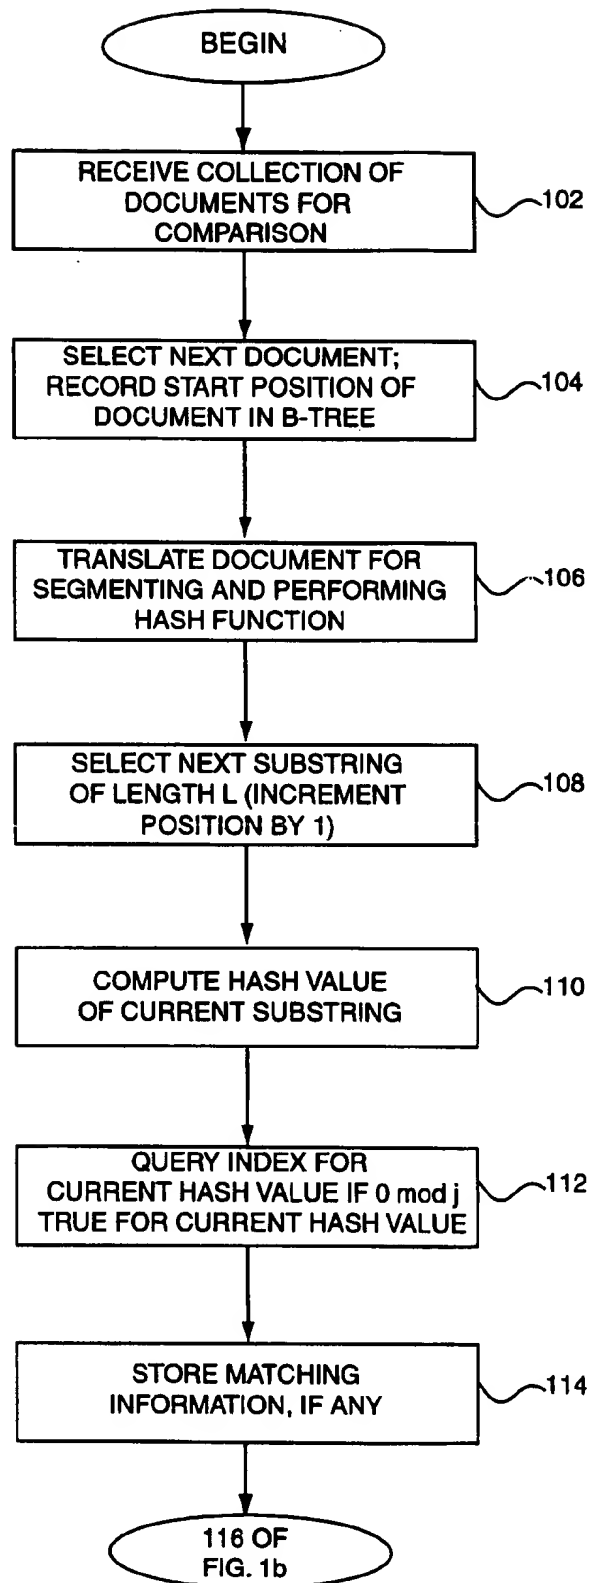 BEGIN
RECEIVE COLLECTION OF
DOCUMENTS FOR
COMPARISON
102
SELECT NEXT DOCUMENT;
RECORD START POSITION OF
DOCUMENT IN B-TREE
104
TRANSLATE DOCUMENT FOR
SEGMENTING AND PERFORMING
HASH FUNCTION
106
SELECT NEXT SUBSTRING
OF LENGTH L (INCREMENT
POSITION BY 1)
108
COMPUTE HASH VALUE
OF CURRENT SUBSTRING
110
QUERY INDEX FOR
CURRENT HASH VALUE IF 0 mod j
TRUE FOR CURRENT HASH VALUE
112
STORE MATCHING
INFORMATION, IF ANY
114
116 OF
FIG. 1b